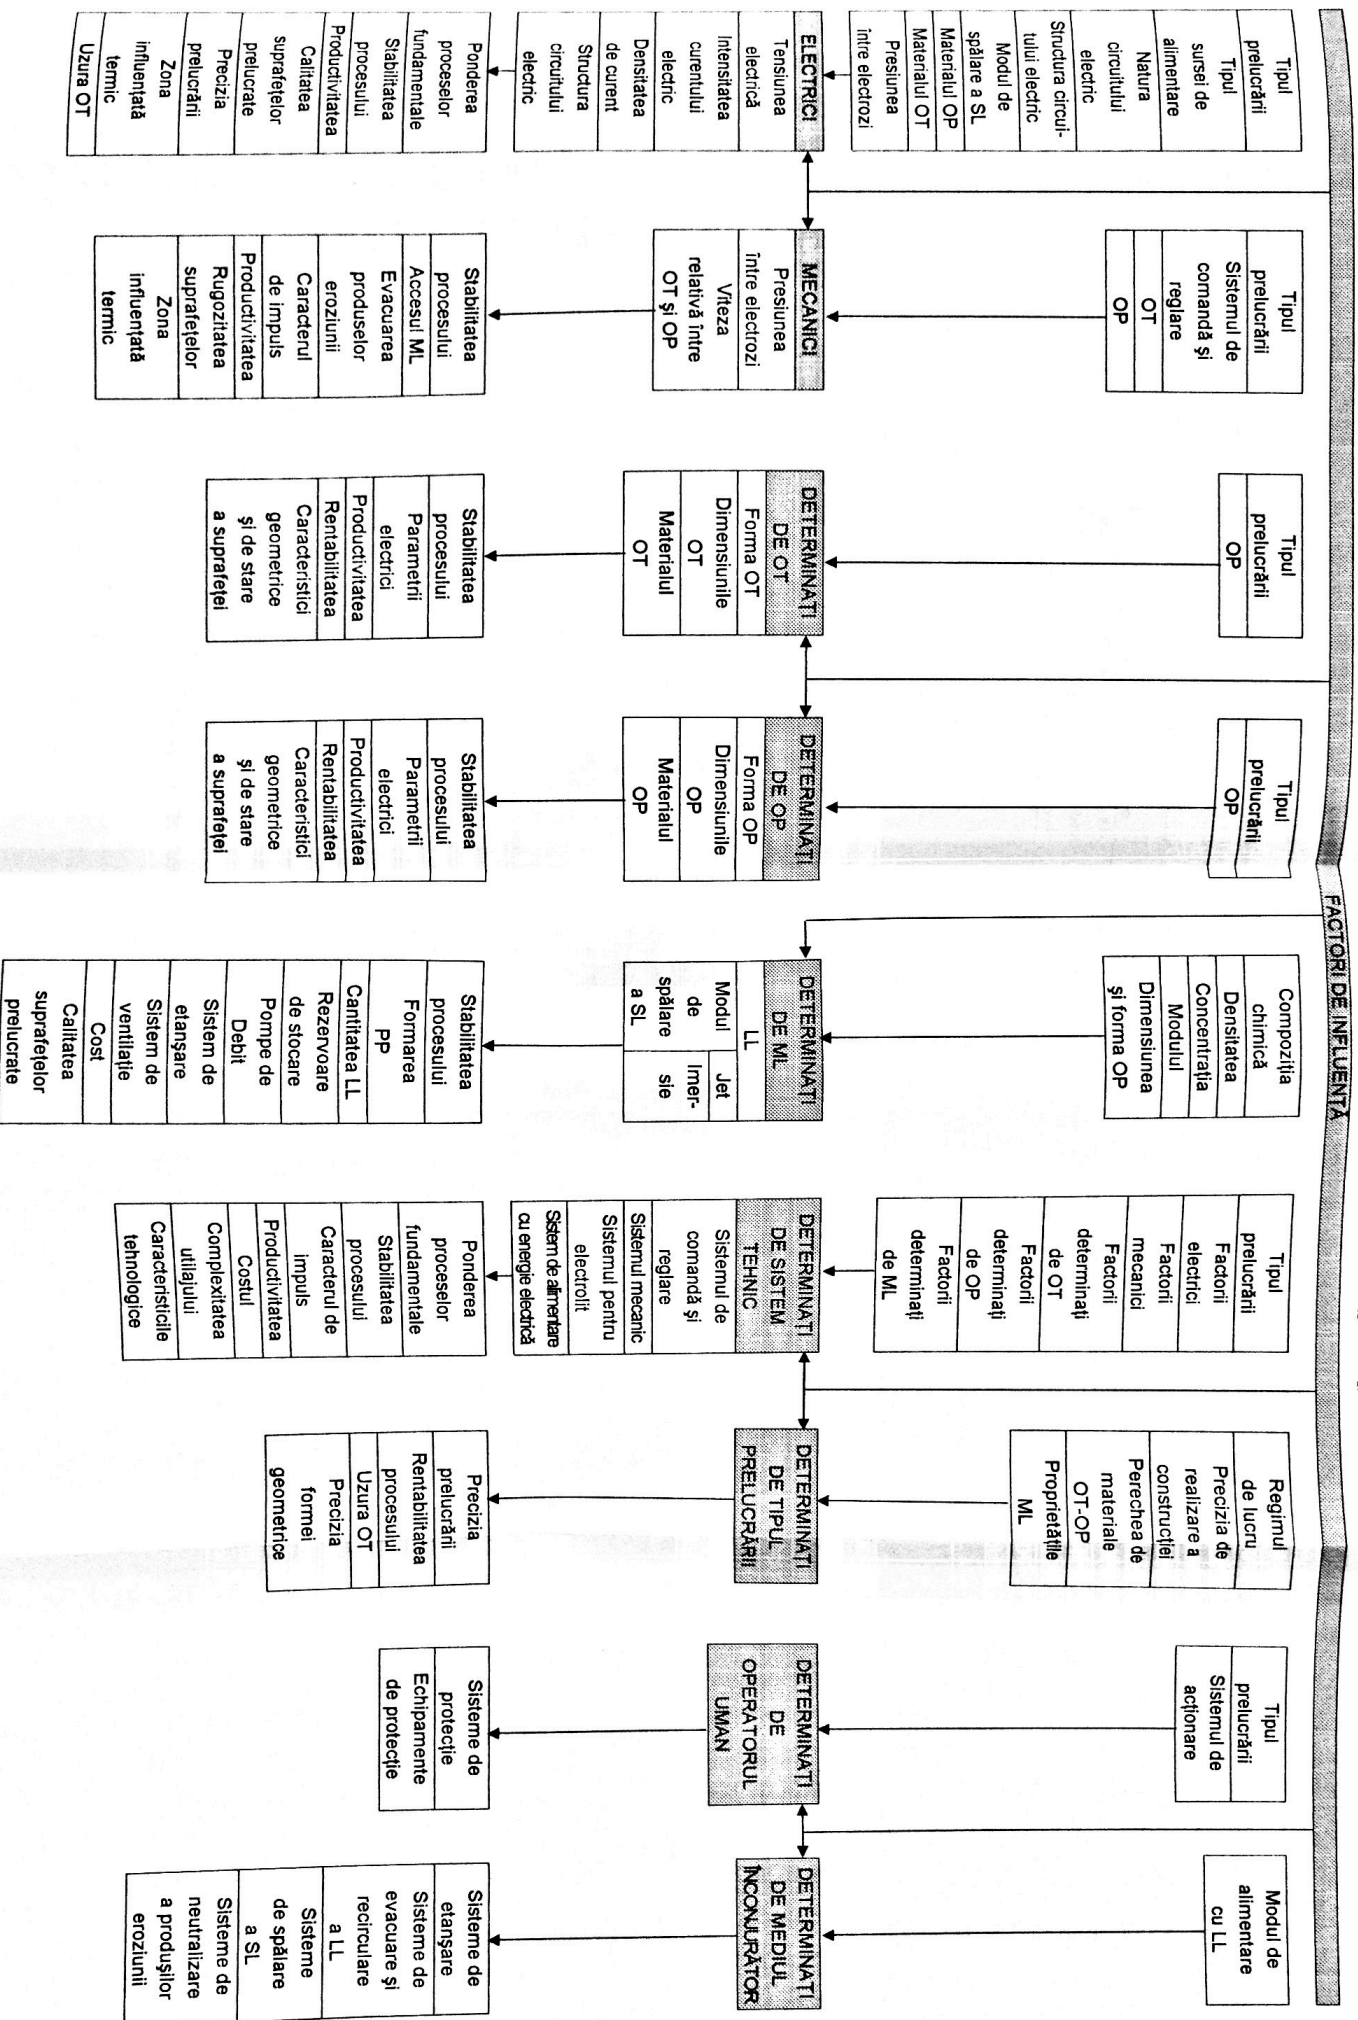 FACTORI DE INFLUENȚĂ
Tipul
prelucrării
Tipul
sursei de
alimentare
Natura
circuitului
electric
Structura circui-
tului electric
Modul de
spălare a SL
Materialul OP
Materialul OT
Presiunea
între electrozi
ELECTRICI
Tensiunea
electrică
Intensitatea
curentului
electric
Densitatea
de curent
Structura
circuitului
electric
Ponderea
proceselor
fundamentale
Stabilitatea
procesului
Productivitatea
Calitatea
suprafețelor
prelucrate
Precizia
prelucrării
Zona
influențată
termic
Uzura OT
Tipul
prelucrării
Sistemul de
comandă și
reglare
OT
OP
MECANICI
Presiunea
între electrozi
Viteza
relativă între
OT și OP
Stabilitatea
procesului
Accesul ML
Evacuarea
produselor
eroziunii
Caracterul
de impuls
Productivitatea
Rugozitatea
suprafețelor
Zona
influențată
termic
Tipul
prelucrării
OP
DETERMINAȚI
DE OT
Forma OT
Dimensiunile
OT
Materialul
OT
Stabilitatea
procesului
Parametrii
electrici
Productivitatea
Rentabilitatea
Caracteristici
geometrice
și de stare
a suprafeței
Tipul
prelucrării
OP
DETERMINAȚI
DE OP
Forma OP
Dimensiunile
OP
Materialul
OP
Stabilitatea
procesului
Parametrii
electrici
Productivitatea
Rentabilitatea
Caracteristici
geometrice
și de stare
a suprafeței
Compoziția
chimică
Densitatea
Concentrația
Modulul
Dimensiunea
și forma OP
DETERMINAȚI
DE ML
LL
Modul
de
spălare
a SL
Jet
Imer-
sie
Stabilitatea
procesului
Formarea
PP
Cantitatea LL
Rezervoare
de stocare
Pompe de
Debit
Sistem de
etanșare
Sistem de
ventilație
Cost
Calitatea
suprafețelor
prelucrate
Tipul
prelucrării
Factorii
electrici
Factorii
mecanici
Factorii
determinați
de OT
Factorii
determinați
de OP
Factorii
determinați
de ML
DETERMINAȚI
DE SISTEM
TEHNIC
Sistemul de
comandă și
reglare
Sistemul mecanic
Sistemul pentru
electrolit
Sistem de alimentare
cu energie electrică
Ponderea
proceselor
fundamentale
Stabilitatea
procesului
Caracterul de
impuls
Productivitatea
Costul
Complexitatea
utilajului
Caracteristicile
tehnologice
Regimul
de lucru
Precizia de
realizare a
construcției
Perechea de
materiale
OT-OP
Proprietățile
ML
DETERMINAȚI
DE TIPUL
PRELUCRĂRII
Precizia
prelucrării
Rentabilitatea
procesului
Uzura OT
Precizia
formei
geometrice
Tipul
prelucrării
Sistemul de
acționare
DETERMINAȚI
DE
OPERATORUL
UMAN
Sisteme de
protecție
Echipamente
de protecție
Modul de
alimentare
cu LL
DETERMINAȚI
DE MEDIUL
ÎNCONJURĂTOR
Sisteme de
etanșare
Sisteme de
evacuare și
recirculare
a LL
Sisteme
de spălare
a SL
Sisteme de
neutralizare
a produșilor
eroziunii